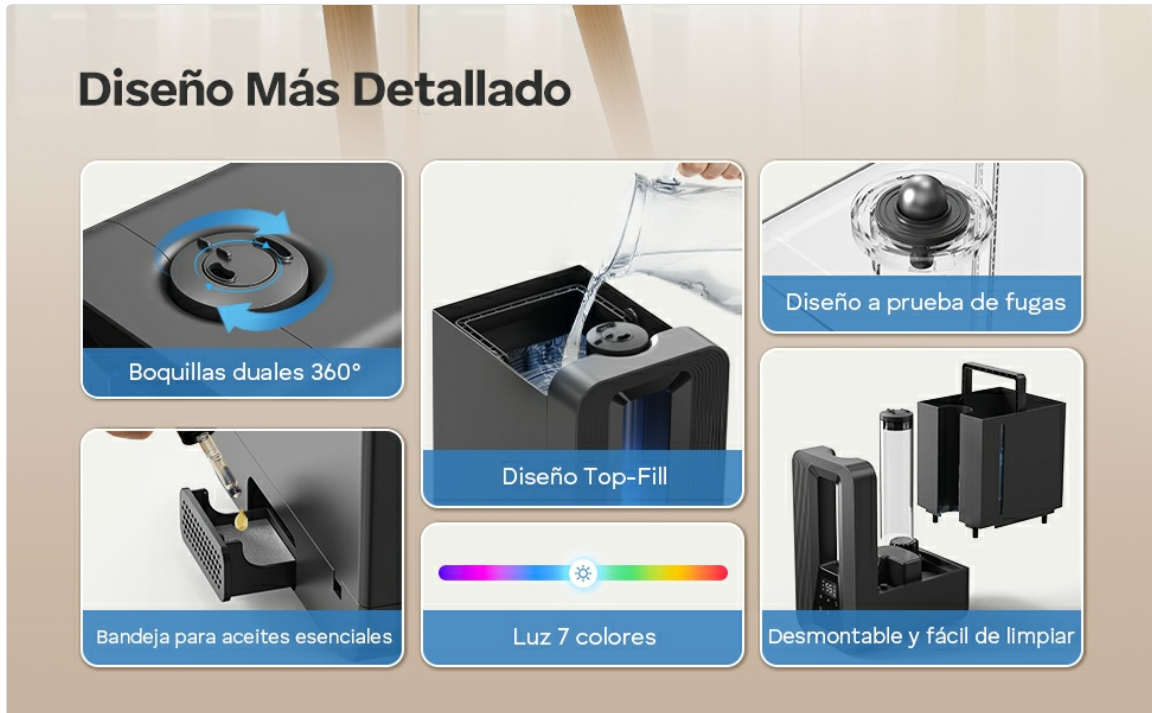 Diseño Más Detallado
Boquillas duales 360°
Diseño Top-Fill
Diseño a prueba de fugas
Bandeja para aceites esenciales
Luz 7 colores
Desmontable y fácil de limpiar